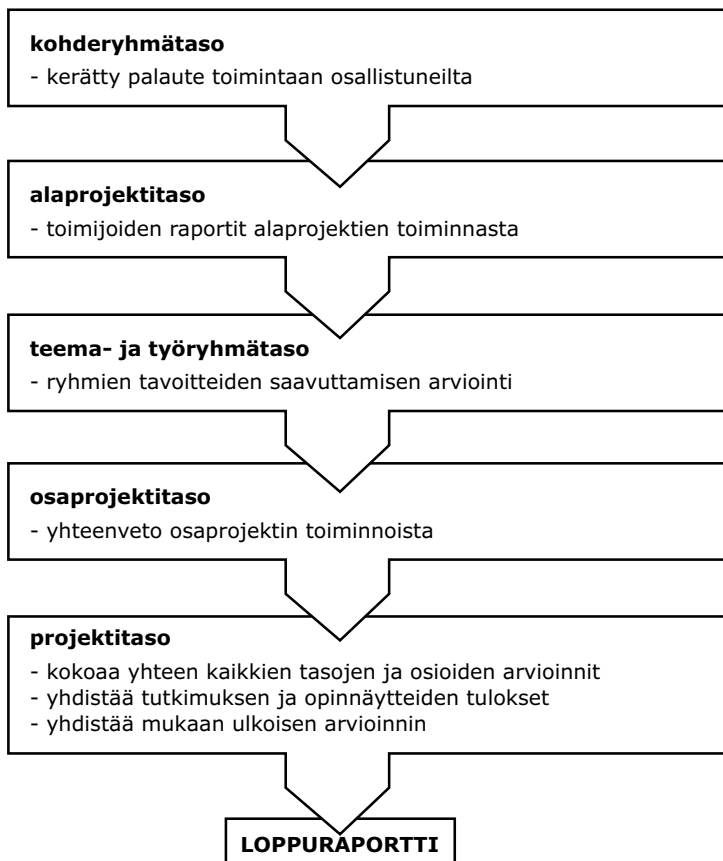 kohderyhmätaso
- kerätty palaute toimintaan osallistuneilta
alaprojektitaso
- toimijoiden raportit alaprojektien toiminnasta
teema- ja työryhmätaso
- ryhmien tavoitteiden saavuttamisen arviointi
osaprojektitaso
- yhteenveto osaprojektin toiminnoista
projektitaso
- kokoaa yhteen kaikkien tasojen ja osioiden arvioinnit
- yhdistää tutkimuksen ja opinnäytteiden tulokset
- yhdistää mukaan ulkoisen arvioinnin
LOPPURAPORTTI